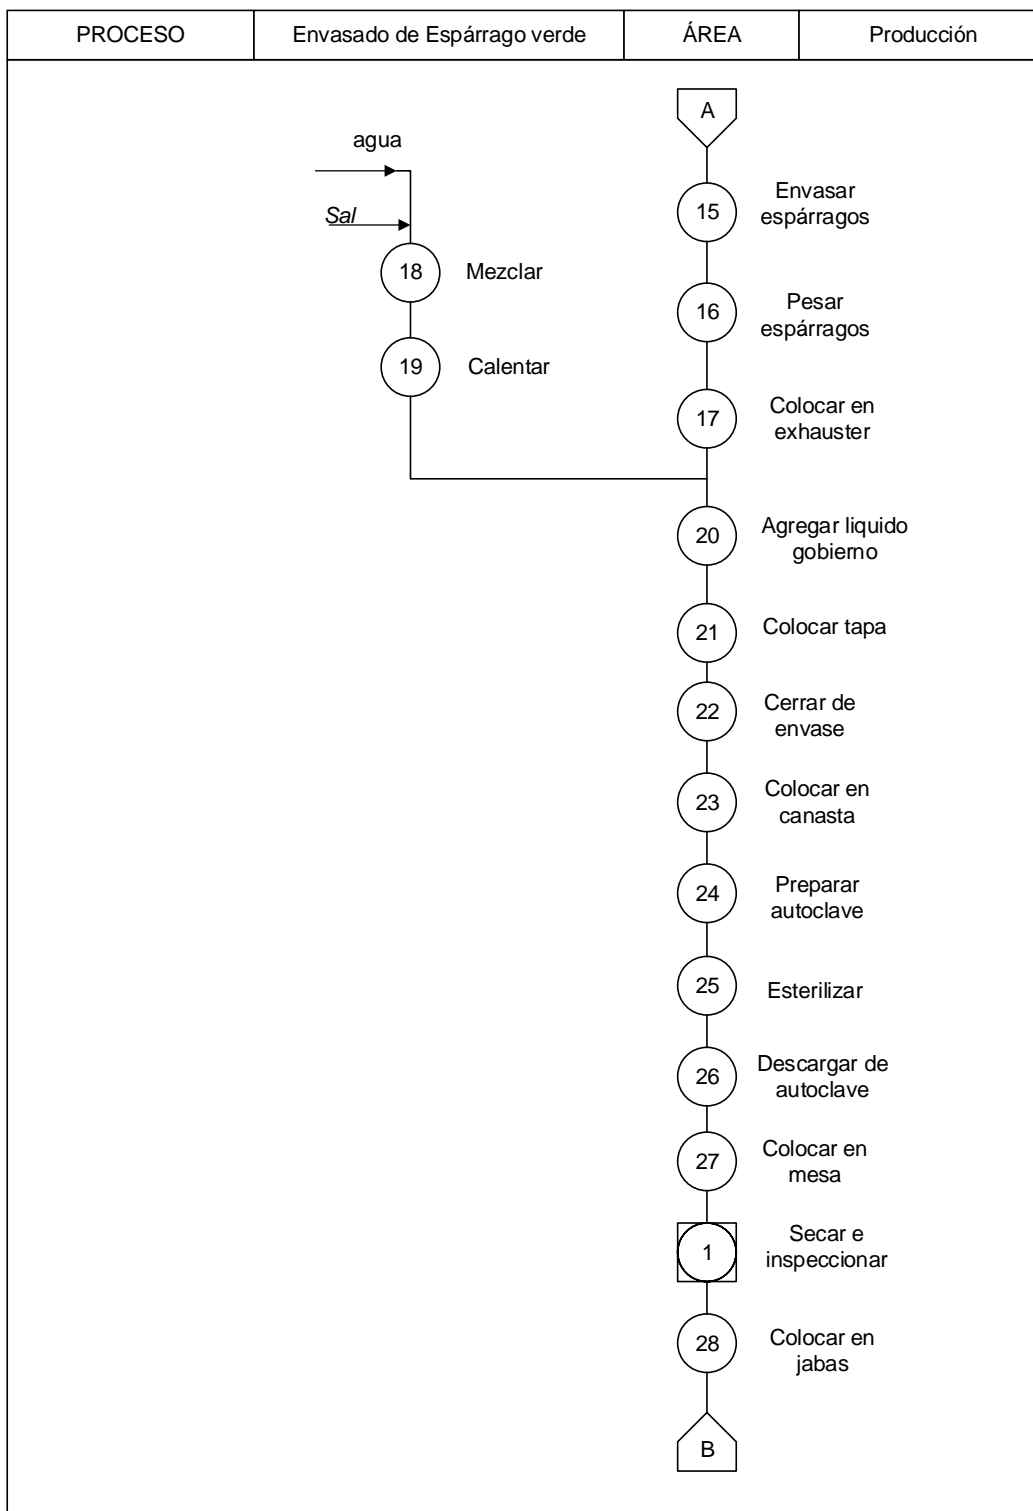 PROCESO
Envasado de Espárrago verde
ÁREA
Producción
A
agua
Sal
15
Envasar
espárragos
18
Mezclar
16
Pesar
espárragos
19
Calentar
17
Colocar en
exhauster
20
Agregar liquido
gobierno
21
Colocar tapa
22
Cerrar de
envase
23
Colocar en
canasta
24
Preparar
autoclave
25
Esterilizar
26
Descargar de
autoclave
27
Colocar en
mesa
1
Secar e
inspeccionar
28
Colocar en
jabas
B